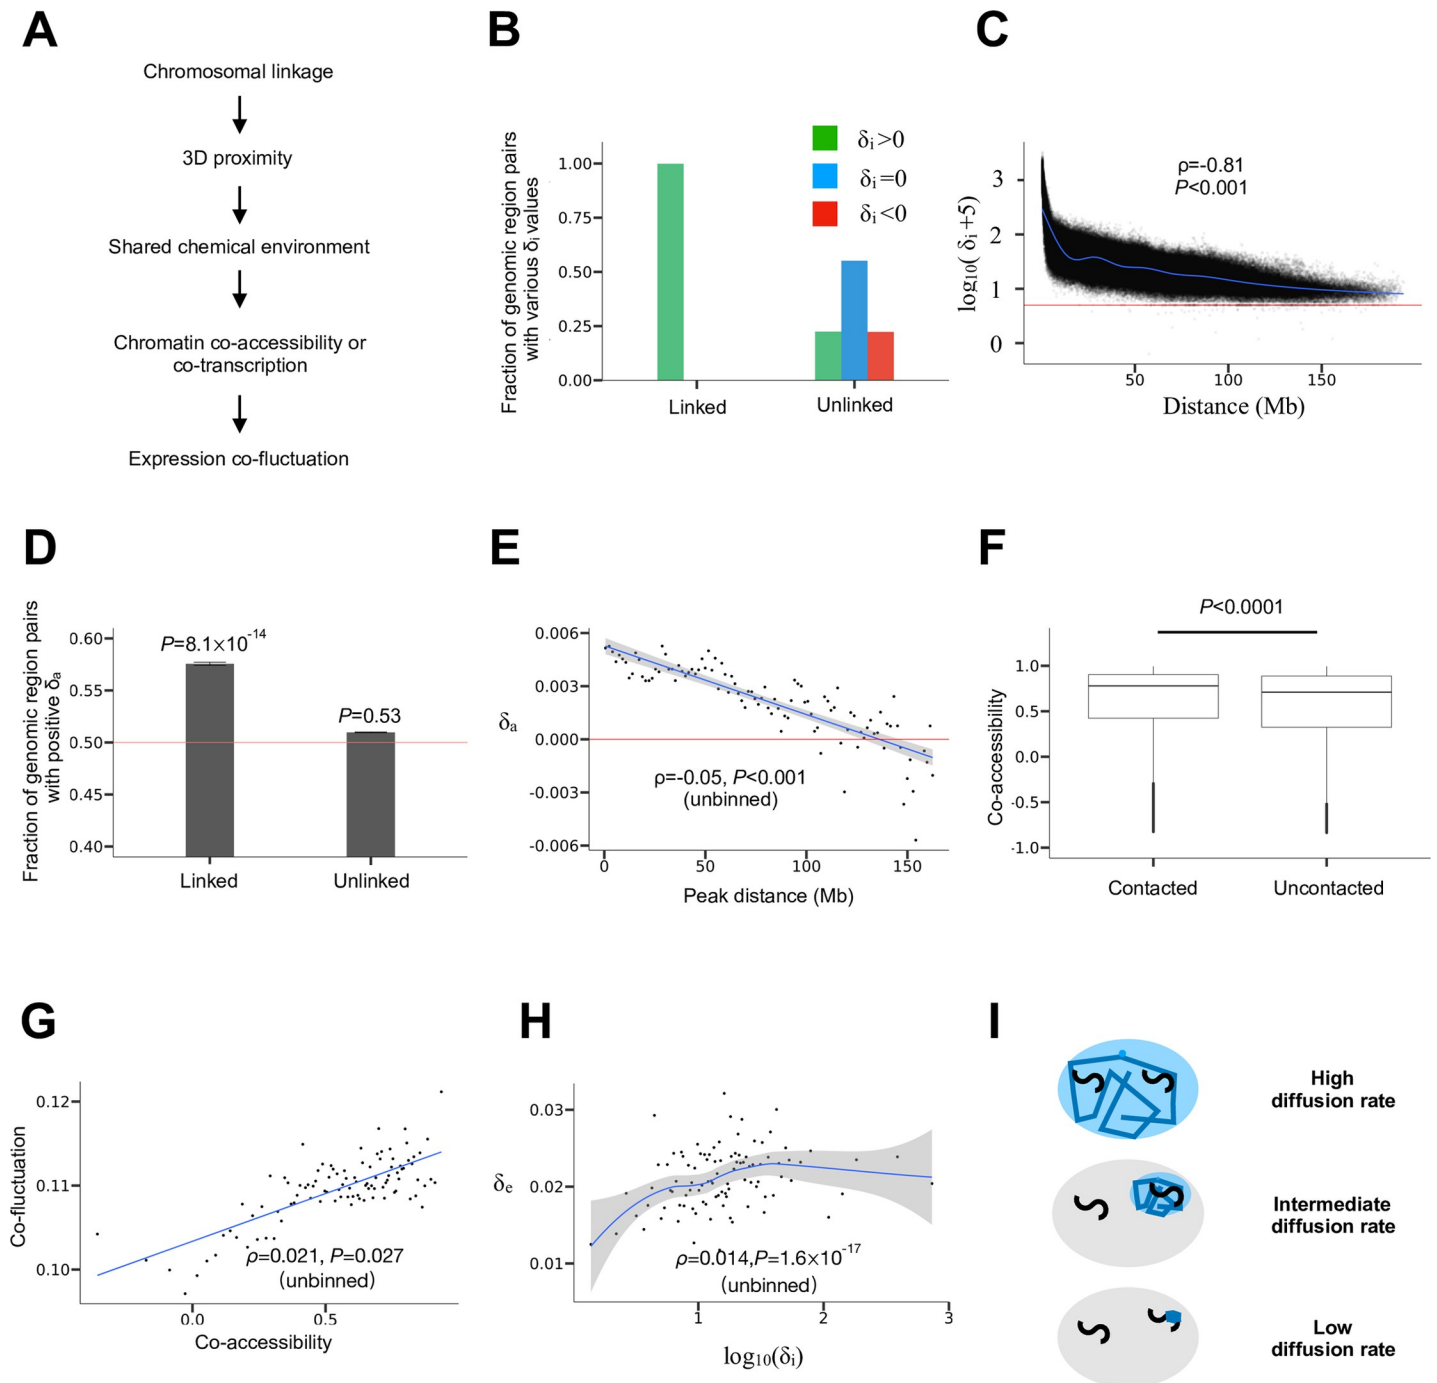 A
Chromosomal linkage
3D proximity
Shared chemical environment
Chromatin co-accessibility or
co-transcription
Expression co-fluctuation
B
Fraction of genomic region pairs
with various δi values
1.00
0.75
0.50
0.25
0.00
δi>0
δi=0
δi<0
Linked
Unlinked
C
log10( δi+5)
3
2
1
0
ρ=-0.81
P<0.001
50
100
150
Distance (Mb)
D
Fraction of genomic region pairs
with positive δa
0.60
0.55
0.50
0.45
0.40
P=8.1×10-14
P=0.53
Linked
Unlinked
E
δa
0.006
0.003
0.000
-0.003
-0.006
ρ=-0.05, P<0.001
(unbinned)
0
50
100
150
Peak distance (Mb)
F
P<0.0001
Co-accessibility
1.0
0.5
0.0
-0.5
-1.0
Contacted
Uncontacted
G
Co-fluctuation
0.12
0.11
0.10
ρ=0.021, P=0.027
(unbinned)
0.0
0.5
Co-accessibility
H
δe
0.03
0.02
0.01
ρ=0.014,P=1.6×10-17
(unbinned)
1
2
3
log10(δi)
I
High
diffusion rate
Intermediate
diffusion rate
Low
diffusion rate